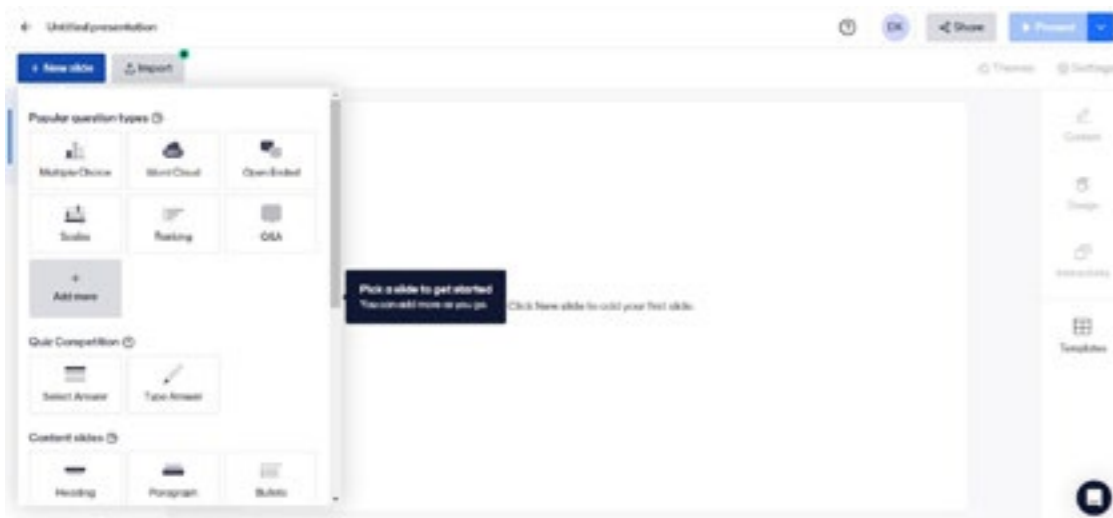 Untitled presentation
DK
Share
Present
+ New slide
Import
Themes
Settings
Popular question types
Multiple Choice
Word Cloud
Open Ended
Scales
Ranking
Q&A
+
Add more
Quiz Competition
Select Answer
Type Answer
Content slides
Heading
Paragraph
Bullets
Pick a slide to get started
You can add more as you go.
Click New slide to add your first slide.
Content
Design
Interactivity
Templates